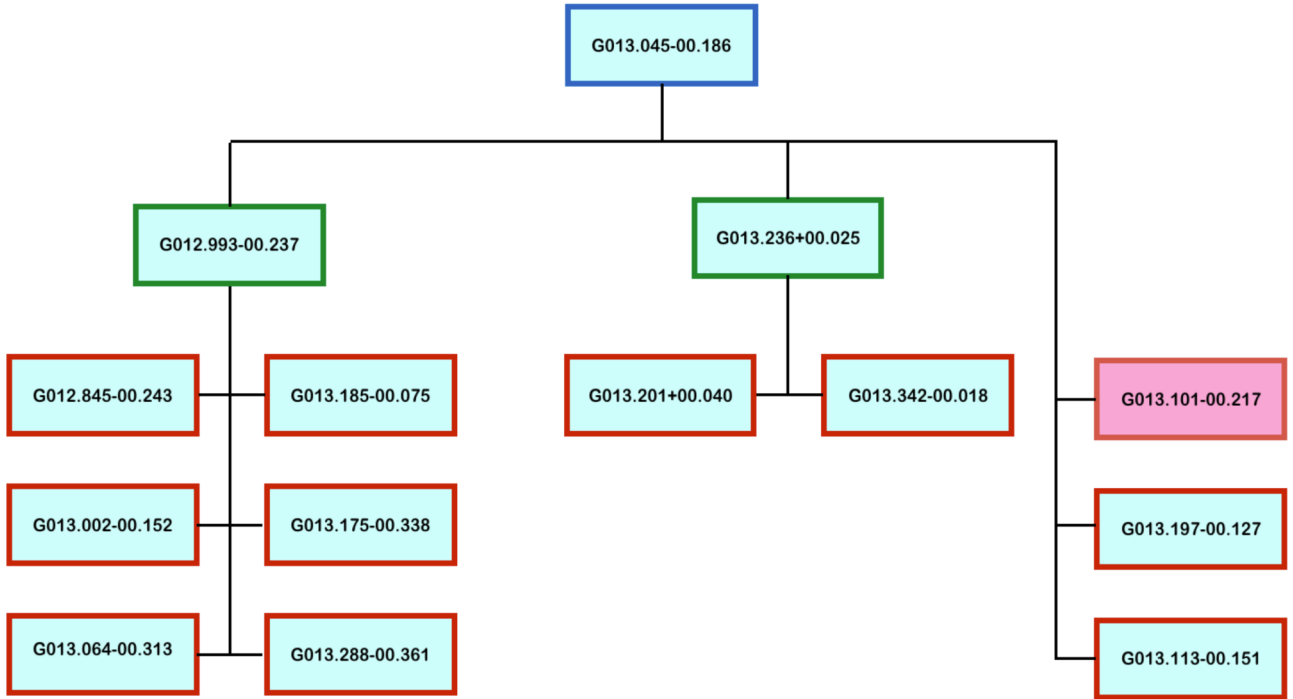 G013.045-00.186
G012.993-00.237
G013.236+00.025
G012.845-00.243
G013.185-00.075
G013.201+00.040
G013.342-00.018
G013.101-00.217
G013.002-00.152
G013.175-00.338
G013.197-00.127
G013.064-00.313
G013.288-00.361
G013.113-00.151